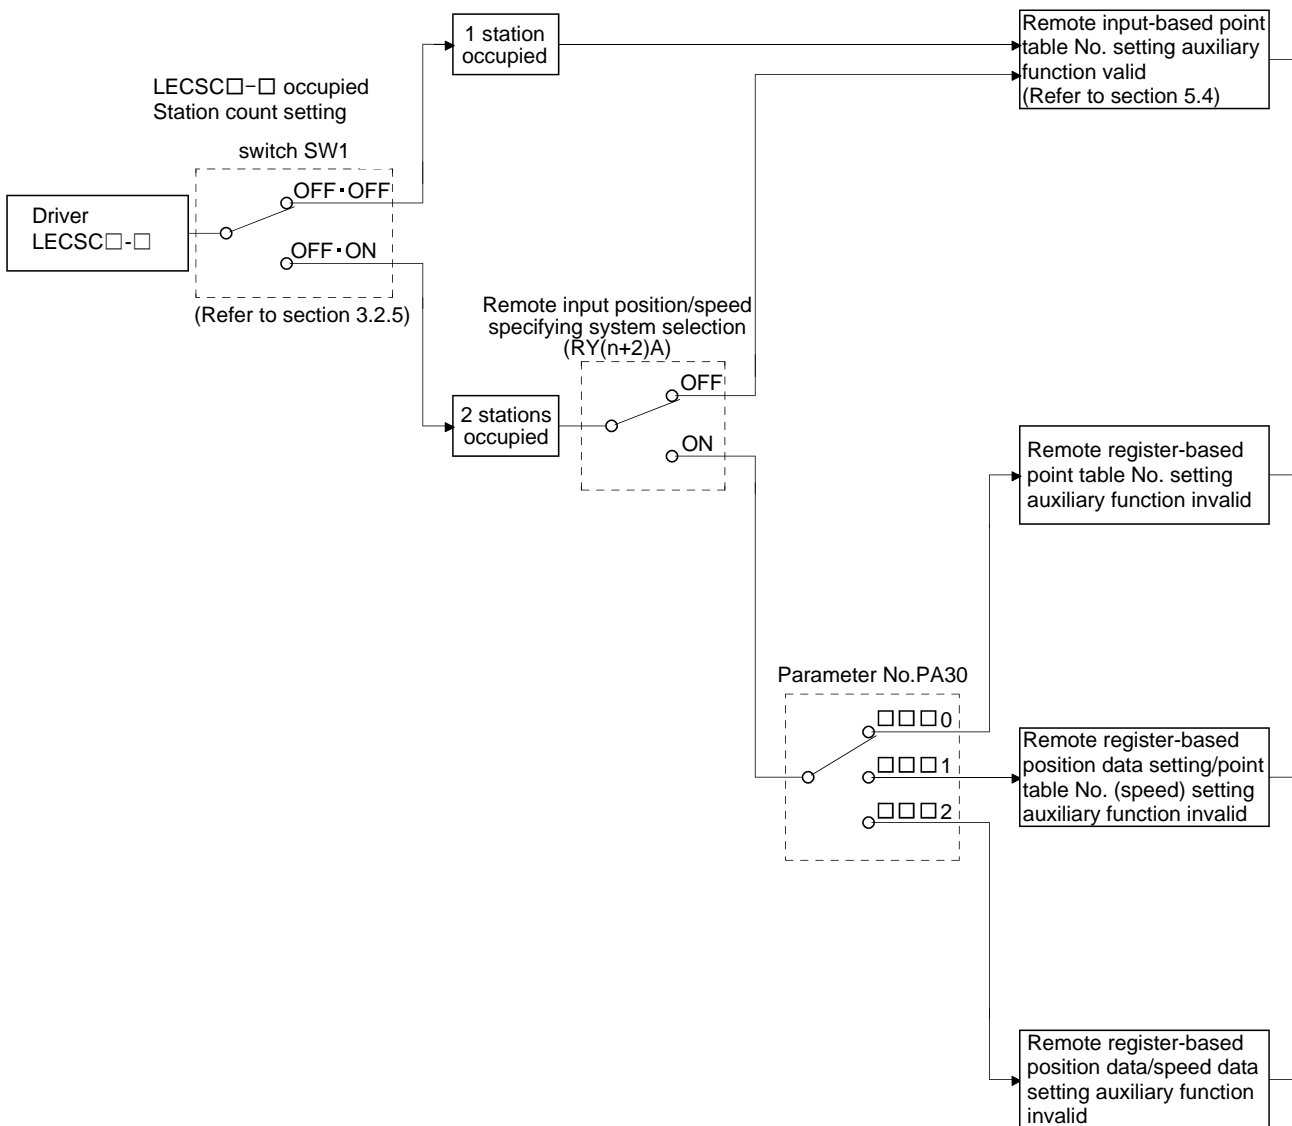 1 station
occupied
Remote input-based point
table No. setting auxiliary
function valid
(Refer to section 5.4)
LECSC□-□ occupied
Station count setting
switch SW1
OFF·OFF
Driver
LECSC□-□
OFF·ON
(Refer to section 3.2.5)
Remote input position/speed
specifying system selection
(RY(n+2)A)
OFF
2 stations
occupied
ON
Remote register-based
point table No. setting
auxiliary function invalid
Parameter No.PA30
□□□0
□□□1
□□□2
Remote register-based
position data setting/point
table No. (speed) setting
auxiliary function invalid
Remote register-based
position data/speed data
setting auxiliary function
invalid